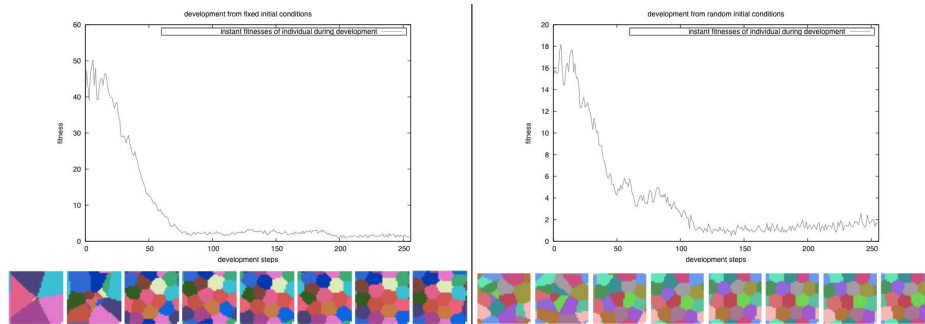 development from fixed initial conditions
60
instant fitnesses of individual during development
50
40
fitness
30
20
10
0
0 50 100 150 200 250
development steps
development from random initial conditions
20
instant fitnesses of individual during development
18
16
14
12
fitness
10
8
6
4
2
0
0 50 100 150 200 250
development steps